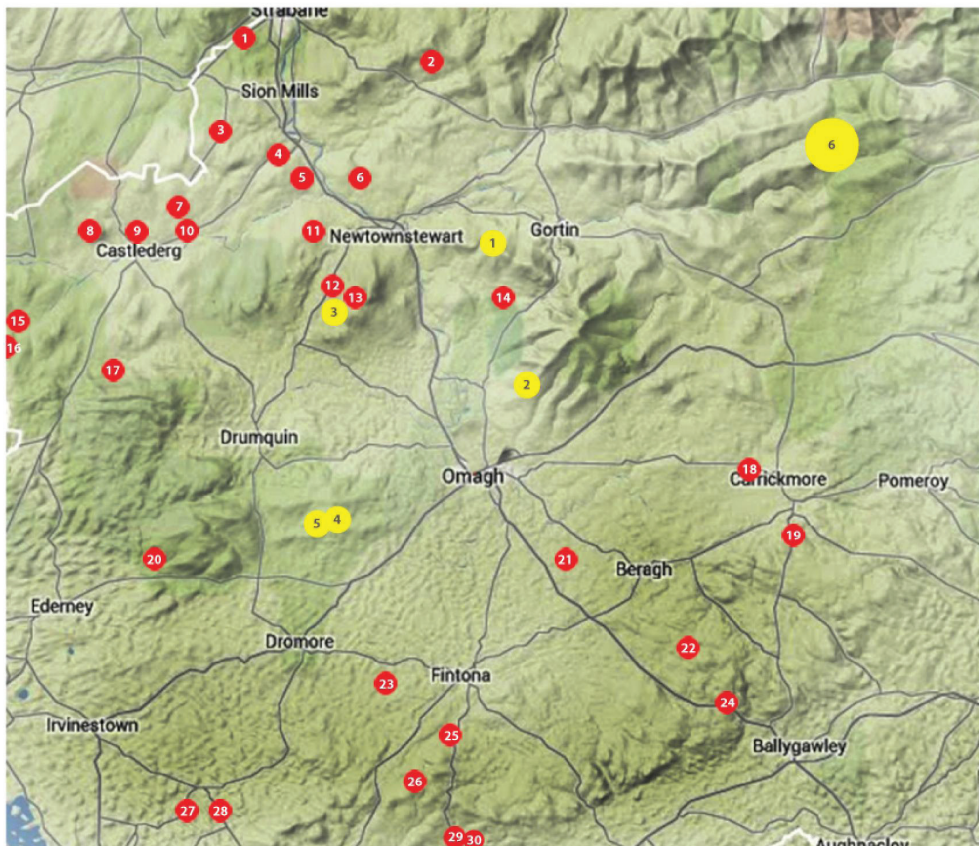 Strabane
1
2
Sion Mills
3
4
6
5
6
7
8
9
10
11
Newtownstewart
Gortin
1
Castlederg
12
13
14
3
15
16
17
2
Drumquin
Omagh
18
Carrickmore
Pomeroy
5
4
19
20
21
Beragh
Ederney
Dromore
22
Fintona
23
24
Irvinestown
25
Ballygawley
26
27
28
29
30
Aughnacloy